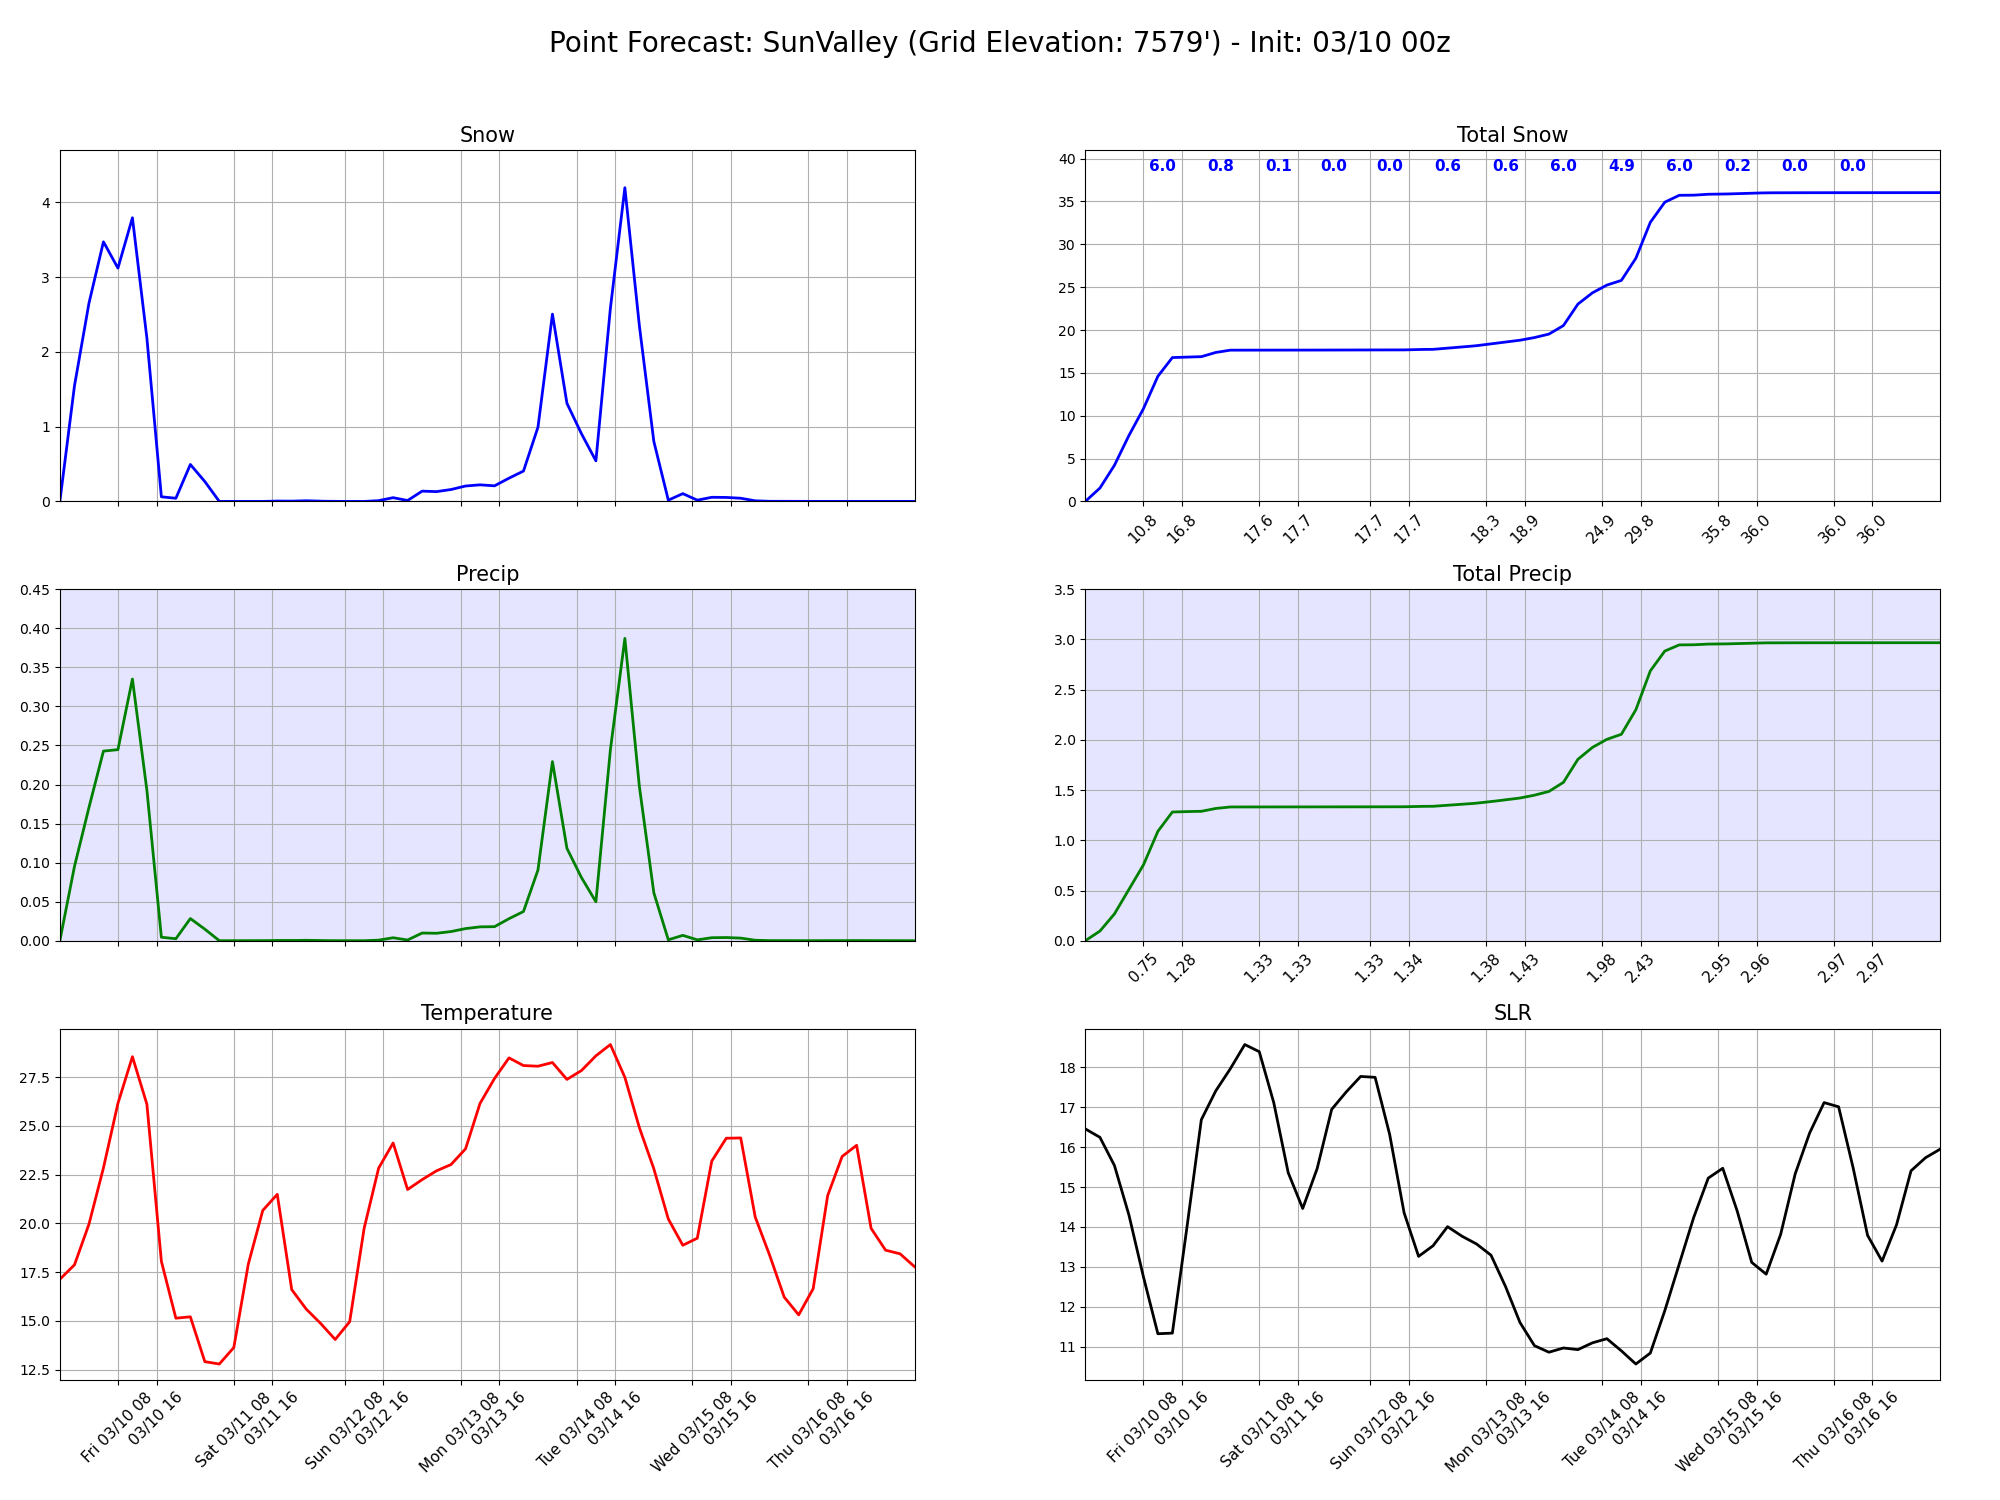 Point Forecast: SunValley (Grid Elevation: 7579') - Init: 03/10 00z
Snow
4
3
2
1
0
Total Snow
6.0 0.8 0.1 0.0 0.0 0.6 0.6 6.0 4.9 6.0 0.2 0.0 0.0
40
35
30
25
20
15
10
5
0
10.8 16.8 17.6 17.7 17.7 17.7 18.3 18.9 24.9 29.8 35.8 36.0 36.0 36.0
Precip
0.45
0.40
0.35
0.30
0.25
0.20
0.15
0.10
0.05
0.00
Total Precip
3.5
3.0
2.5
2.0
1.5
1.0
0.5
0.0
0.75 1.28 1.33 1.33 1.33 1.34 1.38 1.43 1.98 2.43 2.95 2.96 2.97 2.97
Temperature
27.5
25.0
22.5
20.0
17.5
15.0
12.5
Fri 03/10 08
03/10 16
Sat 03/11 08
03/11 16
Sun 03/12 08
03/12 16
Mon 03/13 08
03/13 16
Tue 03/14 08
03/14 16
Wed 03/15 08
03/15 16
Thu 03/16 08
03/16 16
SLR
18
17
16
15
14
13
12
11
Fri 03/10 08
03/10 16
Sat 03/11 08
03/11 16
Sun 03/12 08
03/12 16
Mon 03/13 08
03/13 16
Tue 03/14 08
03/14 16
Wed 03/15 08
03/15 16
Thu 03/16 08
03/16 16